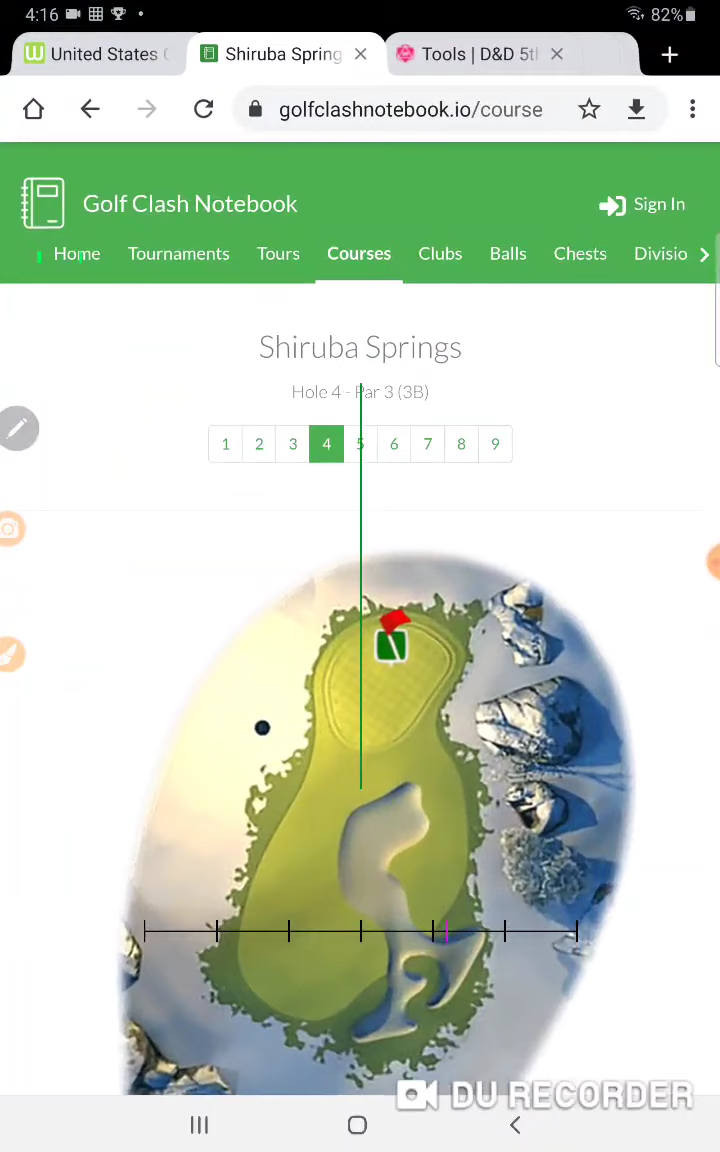 4:16
82%
United States
Shiruba Spring
Tools | D&D 5t
golfclashnotebook.io/course
Golf Clash Notebook
Sign In
Home Tournaments Tours Courses Clubs Balls Chests Divisio
Shiruba Springs
Hole 4 - Par 3 (3B)
1 2 3 4 5 6 7 8 9
DU RECORDER